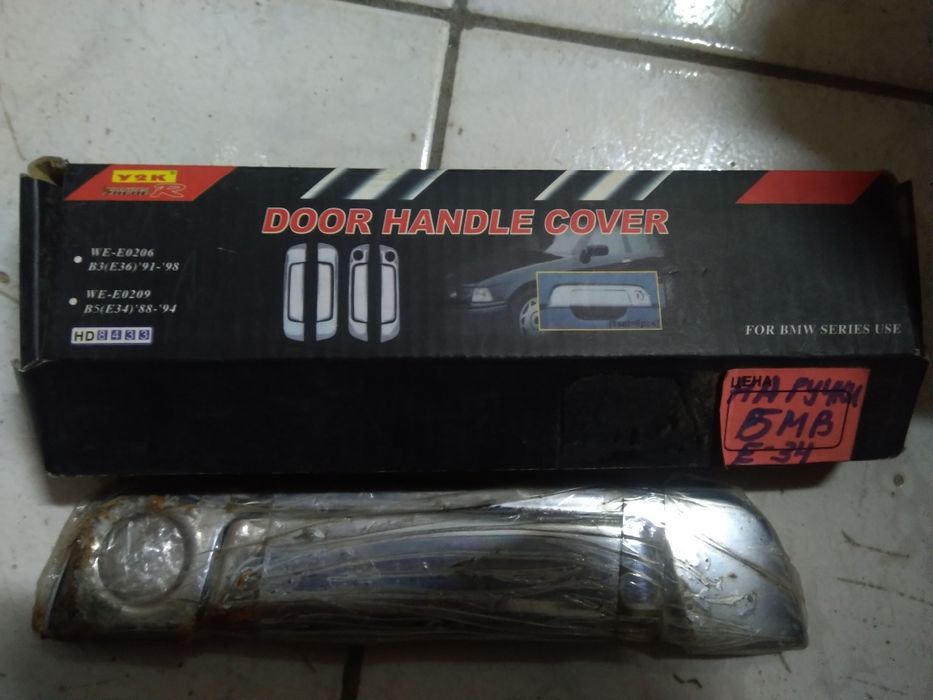 Y2K
R
DOOR HANDLE COVER
WE-E0206
B3(E36)'91-'98
WE-E0209
B5(E34)'88-'94
HD8433
FOR BMW SERIES USE
ЦЕНА
НА РУЧКИ
БМВ
Е-34